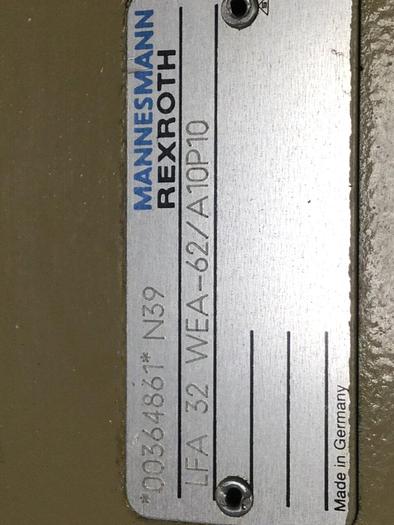 MANNESMANN
REXROTH
*00364861* N39
LFA 32 WEA-62/A10P10
Made in Germany